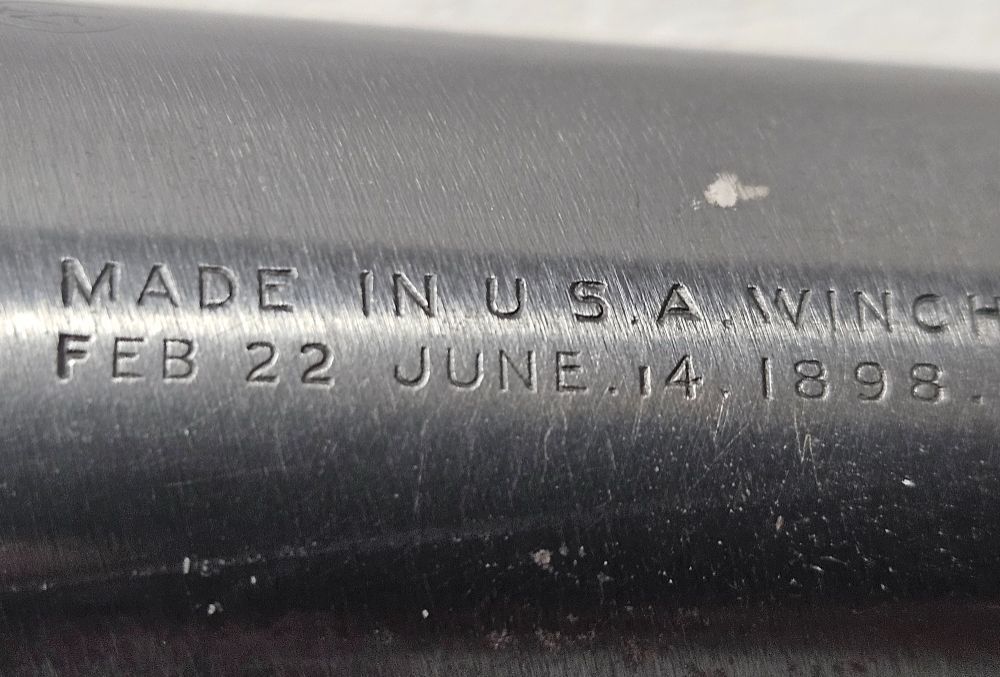 MADE IN U.S.A. WINCH
FEB 22 JUNE.14.1898.